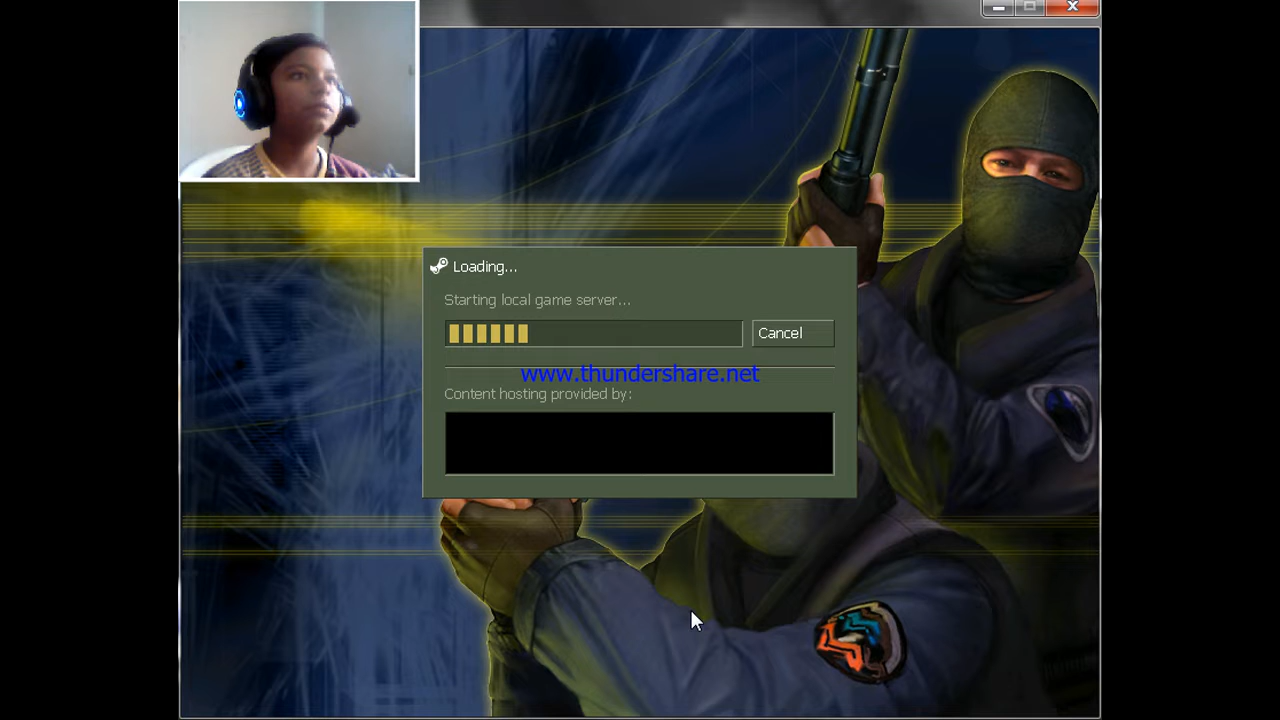 Loading...
Starting local game server...
Cancel
www.thundershare.net
Content hosting provided by: